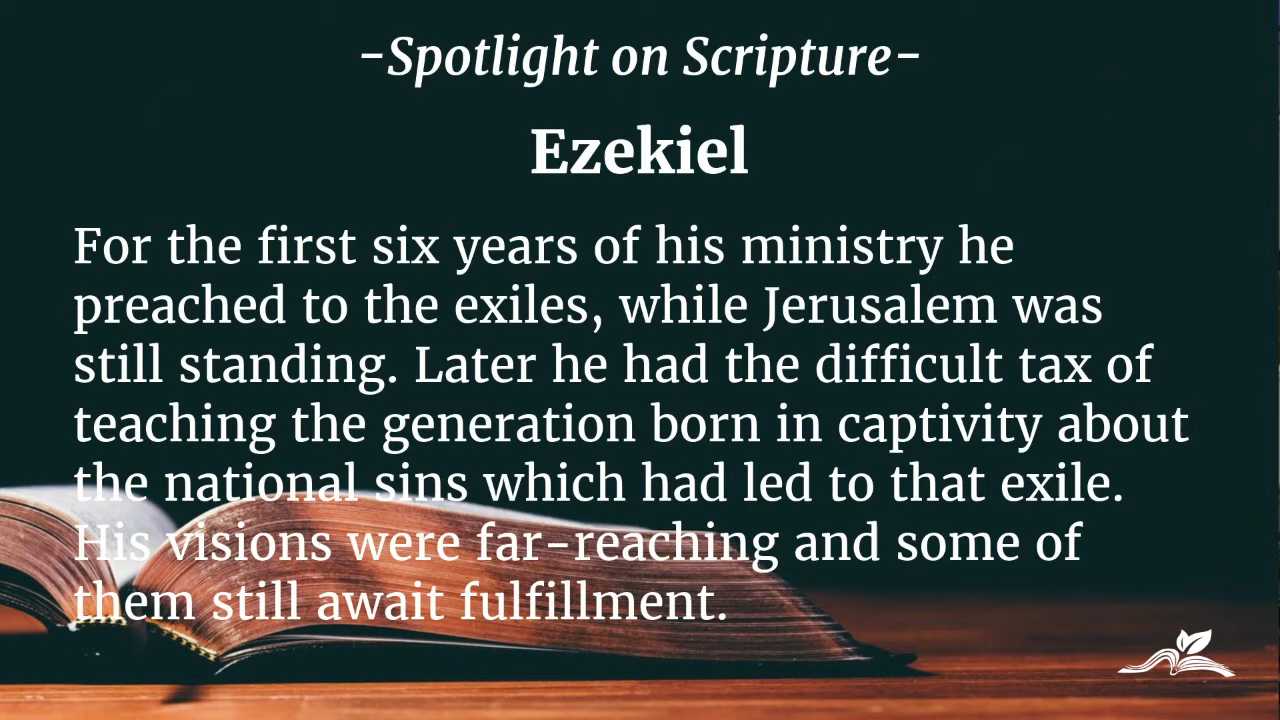 -Spotlight on Scripture-
Ezekiel
For the first six years of his ministry he
preached to the exiles, while Jerusalem was
still standing. Later he had the difficult tax of
teaching the generation born in captivity about
the national sins which had led to that exile.
His visions were far-reaching and some of
them still await fulfillment.